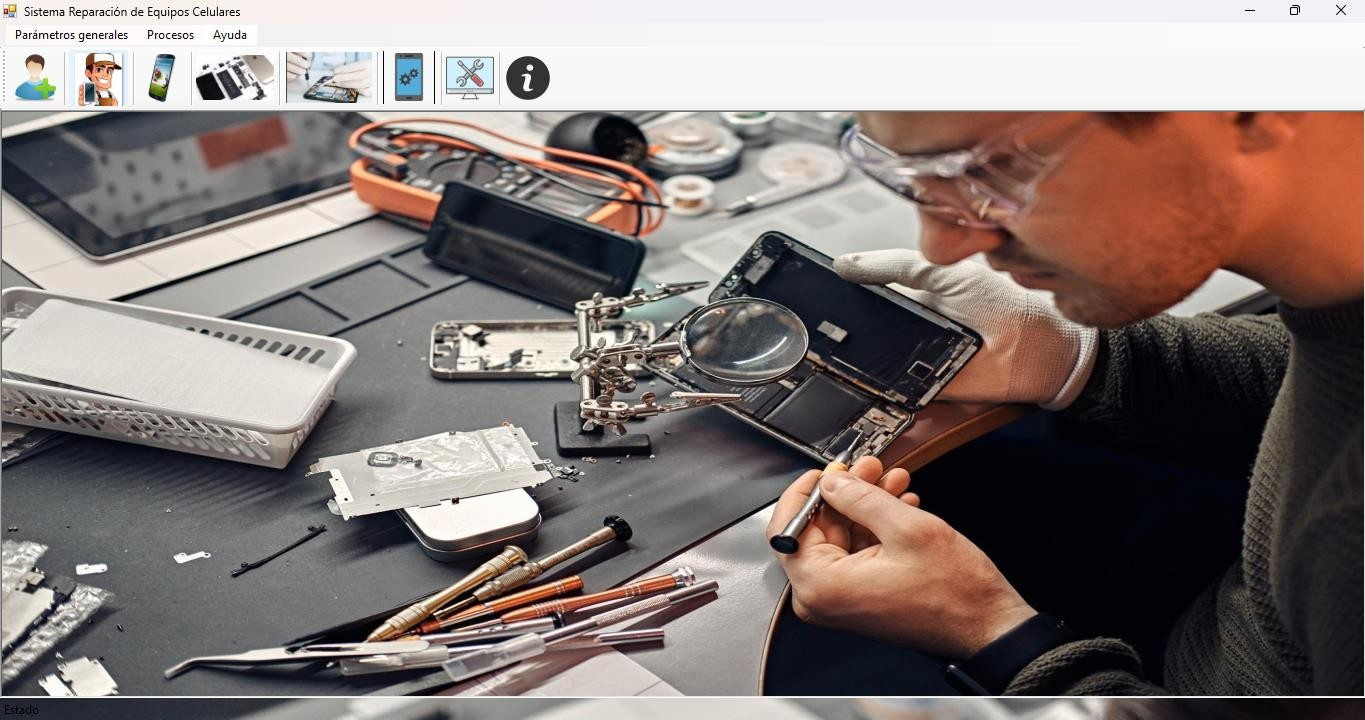 Sistema Reparación de Equipos Celulares
Parámetros generales Procesos Ayuda
Estado